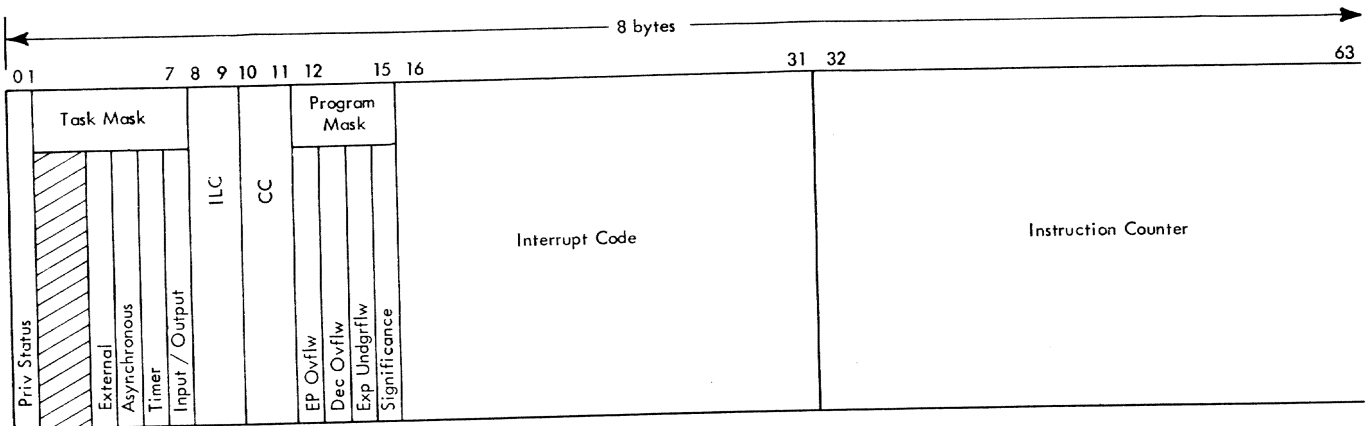 8 bytes
0 1 7 8 9 10 11 12 15 16 31 32 63
Task Mask
Program
Mask
ILC
CC
Interrupt Code
Instruction Counter
Priv Status
External
Asynchronous
Timer
Input / Output
EP Ovflw
Dec Ovflw
Exp Undgrflw
Significance